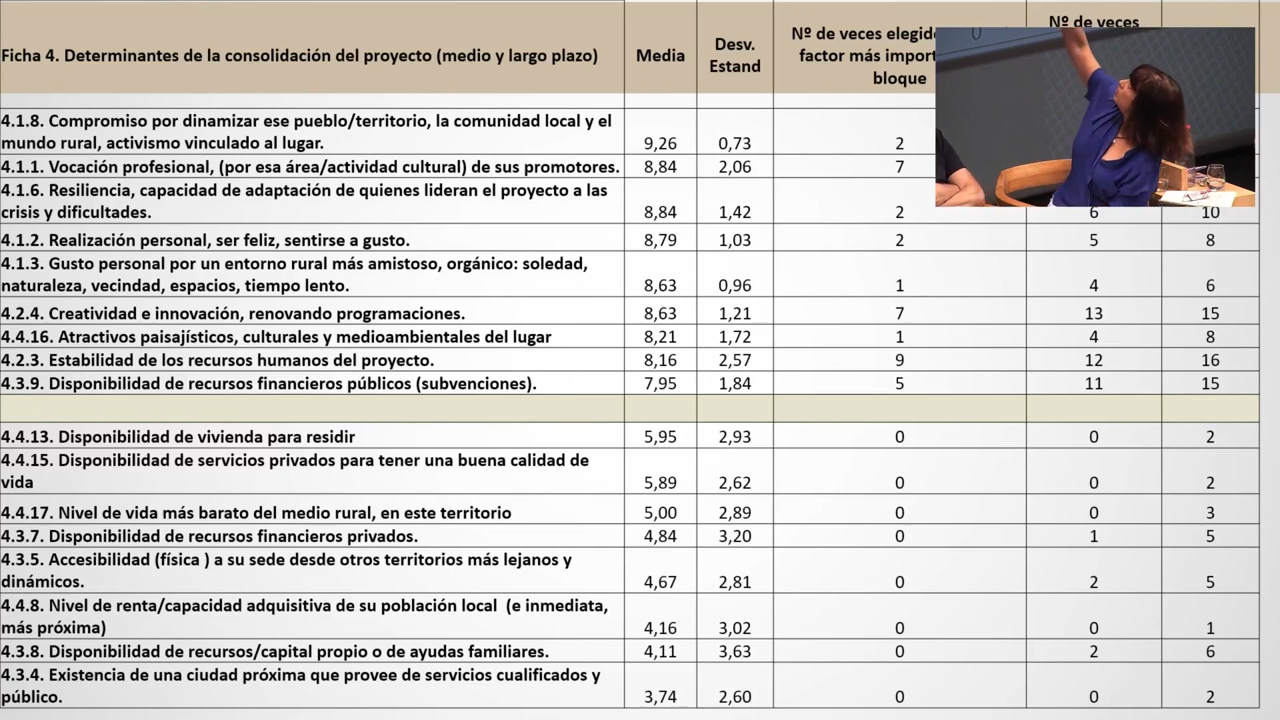 Ficha 4. Determinantes de la consolidación del proyecto (medio y largo plazo)
Media
Desv.
Estand
Nº de veces elegido
factor más
bloque
Nº de veces
4.1.8. Compromiso por dinamizar ese pueblo/territorio, la comunidad local y el
mundo rural, activismo vinculado al lugar.
9,26 0,73 2
4.1.1. Vocación profesional, (por esa área/actividad cultural) de sus promotores. 8,84 2,06 7
4.1.6. Resiliencia, capacidad de adaptación de quienes lideran el proyecto a las
crisis y dificultades.
8,84 1,42 2 6 10
4.1.2. Realización personal, ser feliz, sentirse a gusto. 8,79 1,03 2 5 8
4.1.3. Gusto personal por un entorno rural más amistoso, orgánico: soledad,
naturaleza, vecindad, espacios, tiempo lento.
8,63 0,96 1 4 6
4.2.4. Creatividad e innovación, renovando programaciones. 8,63 1,21 7 13 15
4.4.16. Atractivos paisajísticos, culturales y medioambientales del lugar 8,21 1,72 1 4 8
4.2.3. Estabilidad de los recursos humanos del proyecto. 8,16 2,57 9 12 16
4.3.9. Disponibilidad de recursos financieros públicos (subvenciones). 7,95 1,84 5 11 15
4.4.13. Disponibilidad de vivienda para residir 5,95 2,93 0 0 2
4.4.15. Disponibilidad de servicios privados para tener una buena calidad de
vida
5,89 2,62 0 0 2
4.4.17. Nivel de vida más barato del medio rural, en este territorio 5,00 2,89 0 0 3
4.3.7. Disponibilidad de recursos financieros privados. 4,84 3,20 0 1 5
4.3.5. Accesibilidad (física ) a su sede desde otros territorios más lejanos y
dinámicos.
4,67 2,81 0 2 5
4.4.8. Nivel de renta/capacidad adquisitiva de su población local (e inmediata,
más próxima)
4,16 3,02 0 0 1
4.3.8. Disponibilidad de recursos/capital propio o de ayudas familiares. 4,11 3,63 0 2 6
4.3.4. Existencia de una ciudad próxima que provee de servicios cualificados y
público.
3,74 2,60 0 0 2